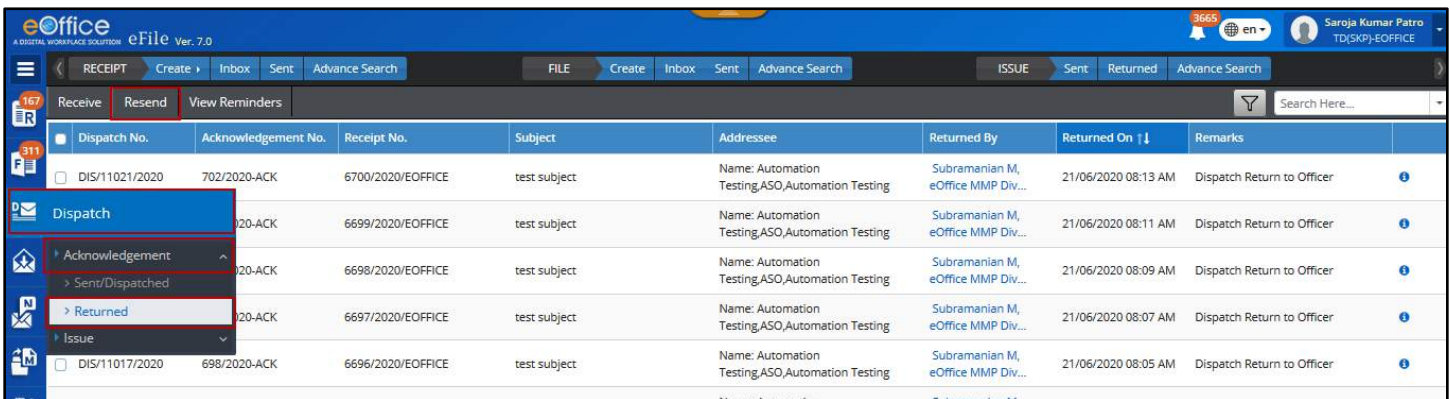 eOffice
A DIGITAL WORKPLACE SOLUTION eFile Ver. 7.0
3665
en
Saroja Kumar Patro
TD(SKP)-EOFFICE
RECEIPT Create Inbox Sent Advance Search FILE Create Inbox Sent Advance Search ISSUE Sent Returned Advance Search
167
R
Receive Resend View Reminders Search Here...
Dispatch No. Acknowledgement No. Receipt No. Subject Addressee Returned By Returned On Remarks
311
F
DIS/11021/2020 702/2020-ACK 6700/2020/EOFFICE test subject Name: Automation Testing,ASO,Automation Testing Subramanian M, eOffice MMP Div... 21/06/2020 08:13 AM Dispatch Return to Officer
D
Dispatch
20-ACK 6699/2020/EOFFICE test subject Name: Automation Testing,ASO,Automation Testing Subramanian M, eOffice MMP Div... 21/06/2020 08:11 AM Dispatch Return to Officer
Acknowledgement
20-ACK 6698/2020/EOFFICE test subject Name: Automation Testing,ASO,Automation Testing Subramanian M, eOffice MMP Div... 21/06/2020 08:09 AM Dispatch Return to Officer
> Sent/Dispatched
N
> Returned
20-ACK 6697/2020/EOFFICE test subject Name: Automation Testing,ASO,Automation Testing Subramanian M, eOffice MMP Div... 21/06/2020 08:07 AM Dispatch Return to Officer
Issue
M
DIS/11017/2020 698/2020-ACK 6696/2020/EOFFICE test subject Name: Automation Testing,ASO,Automation Testing Subramanian M, eOffice MMP Div... 21/06/2020 08:05 AM Dispatch Return to Officer